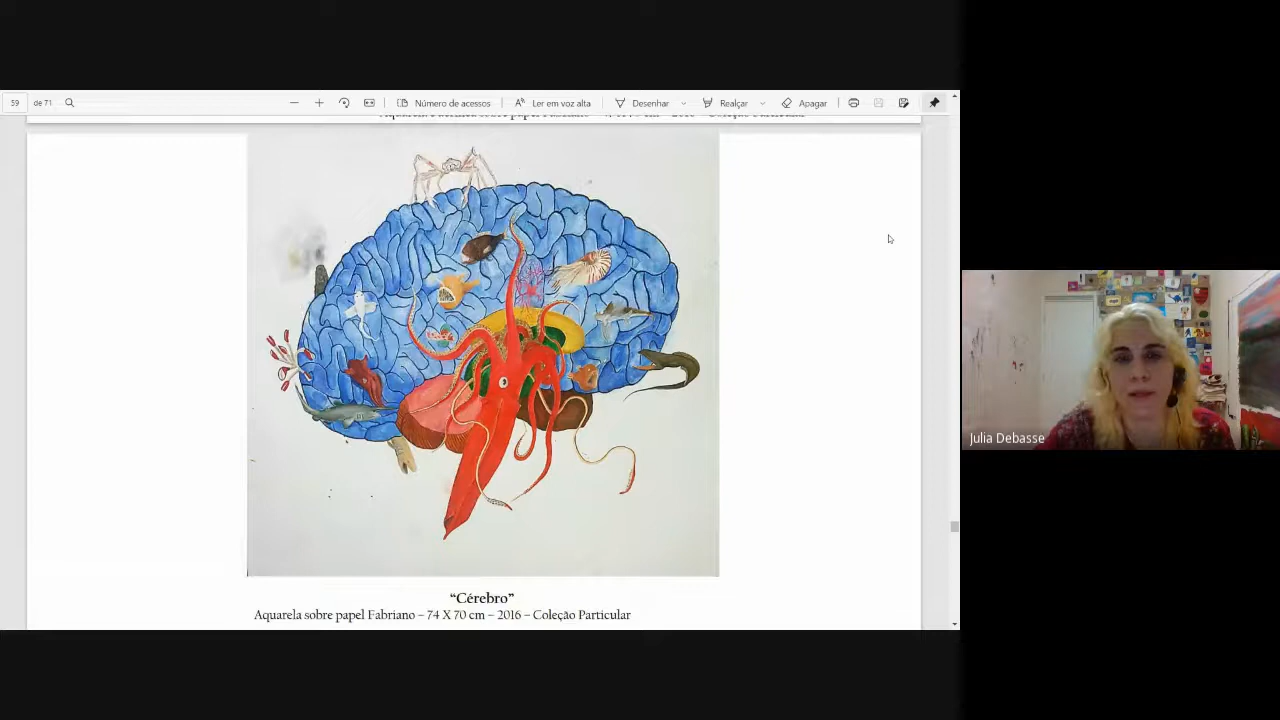 59 de 71 Número de acessos Ler em voz alta Desenhar Realçar Apagar
“Cérebro”
Aquarela sobre papel Fabriano – 74 X 70 cm – 2016 – Coleção Particular
Julia Debasse